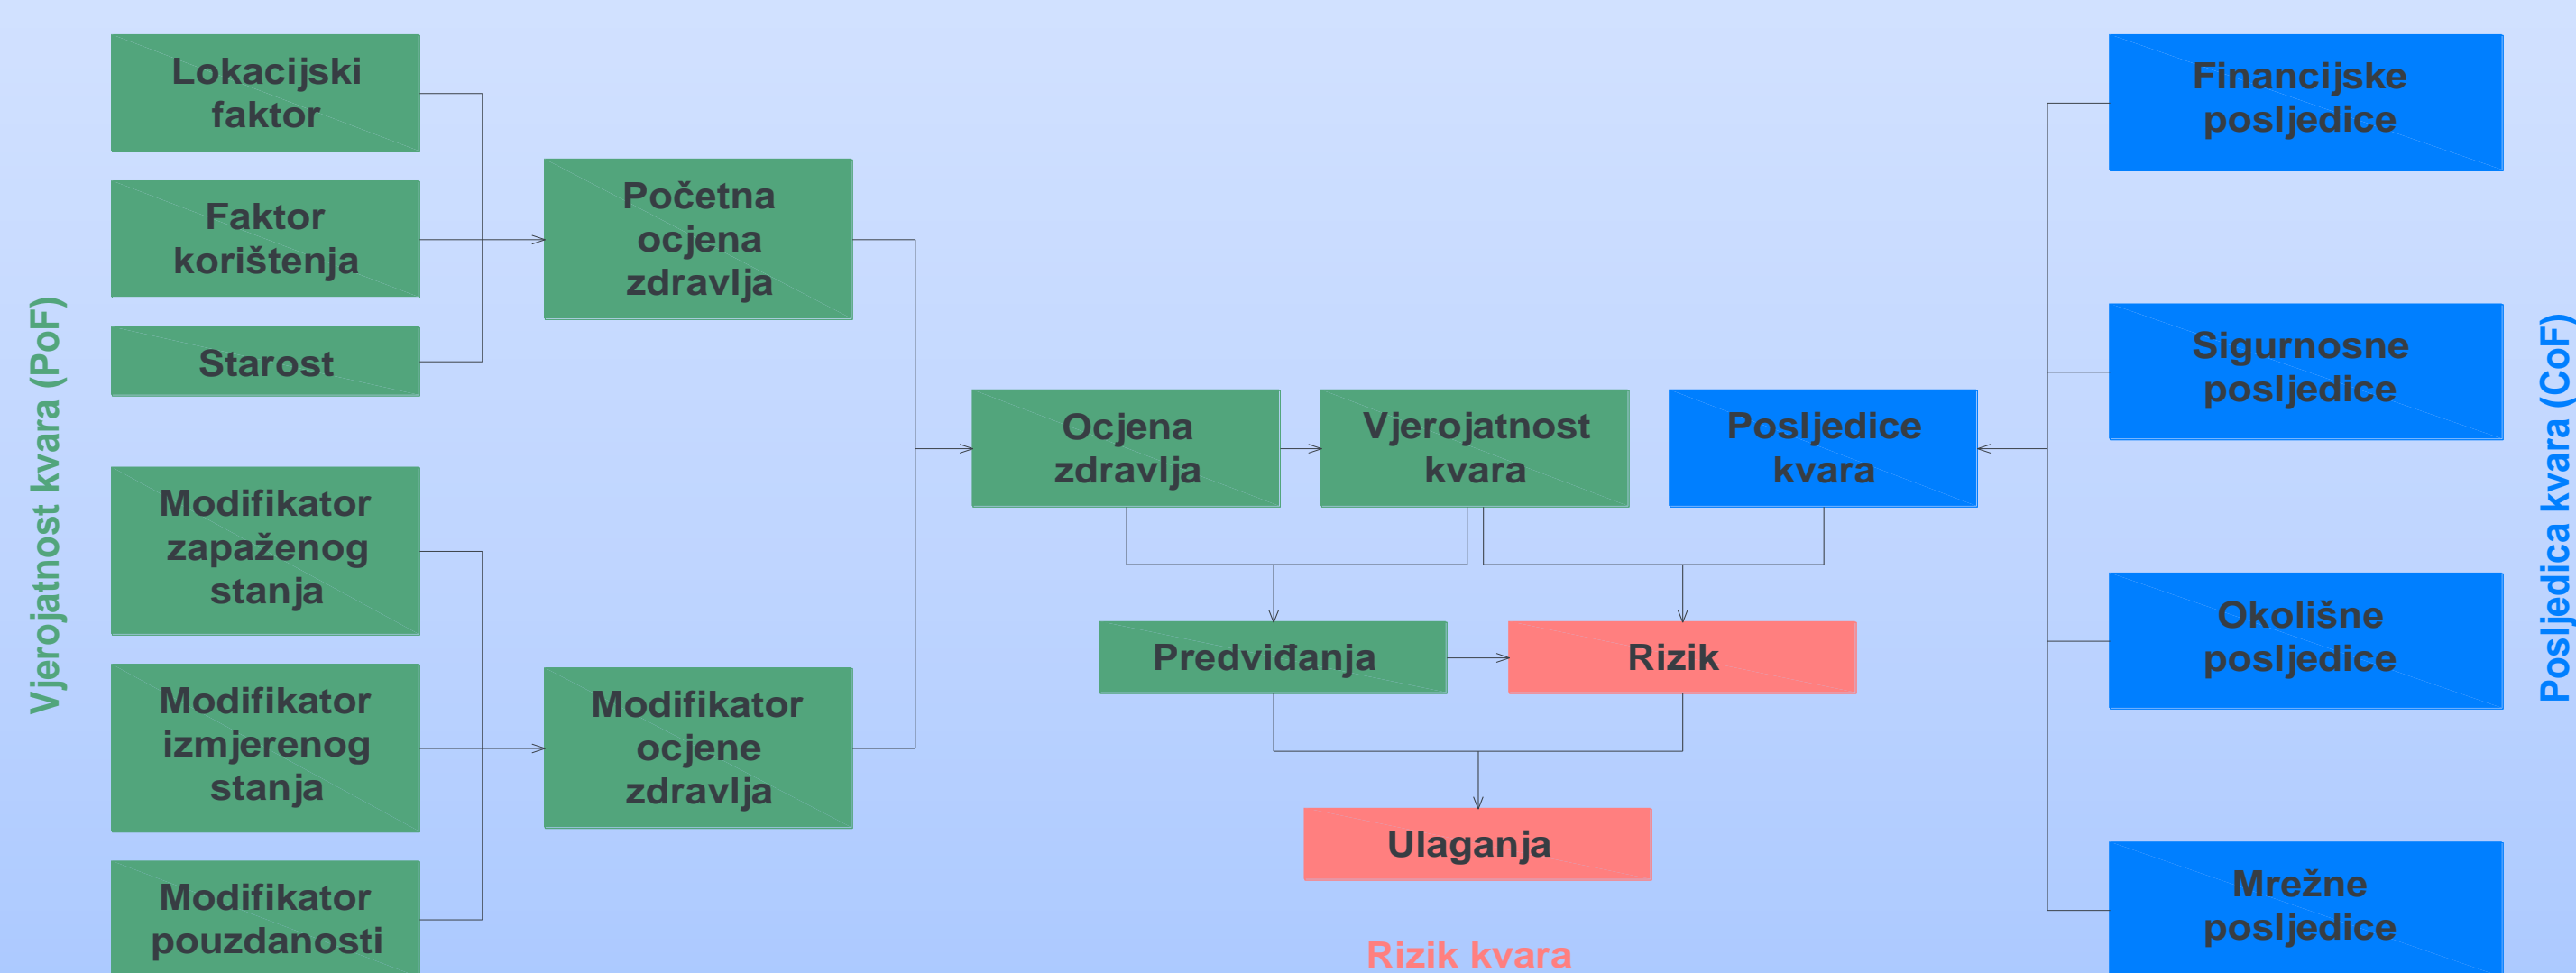 Vjerojatnost kvara (PoF)
Lokacijski
faktor
Faktor
korištenja
Starost
Modifikator
zapaženog
stanja
Modifikator
izmjerenog
stanja
Modifikator
pouzdanosti
Početna
ocjena
zdravlja
Modifikator
ocjene
zdravlja
Ocjena
zdravlja
Vjerojatnost
kvara
Posljedice
kvara
Predviđanja
Rizik
Ulaganja
Rizik kvara
Financijske
posljedice
Sigurnosne
posljedice
Okolišne
posljedice
Mrežne
posljedice
Posljedica kvara (CoF)